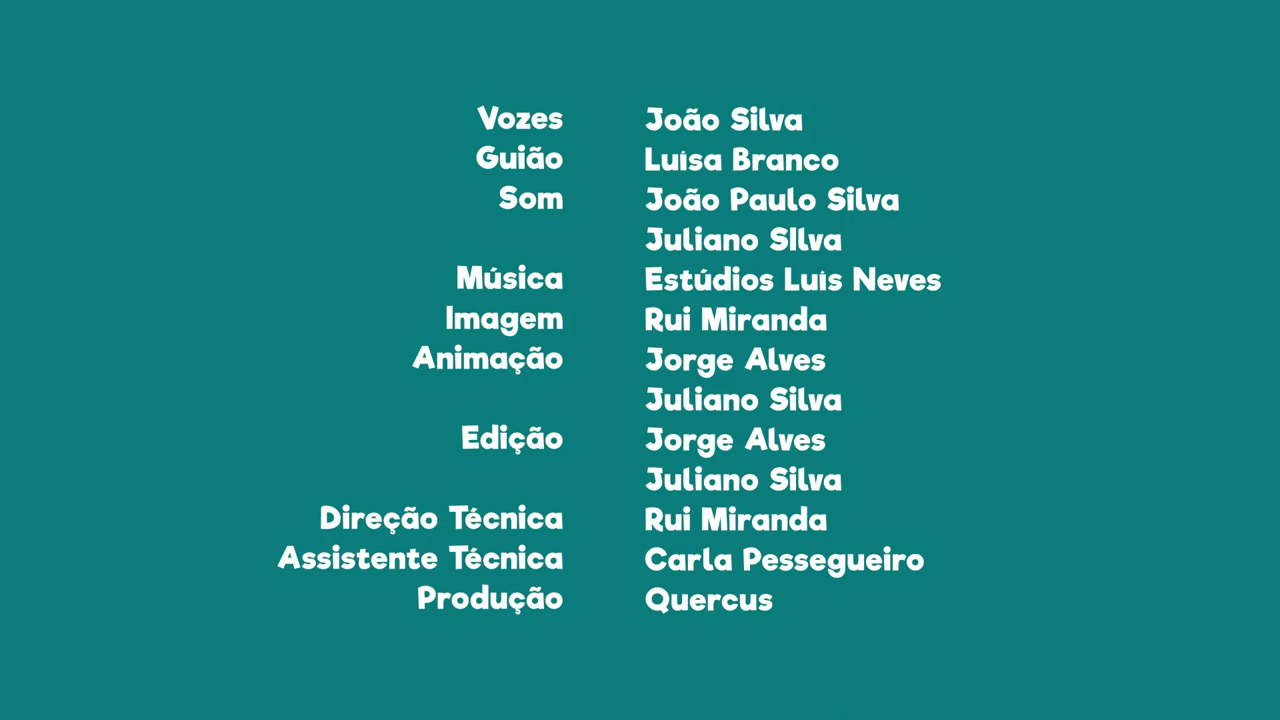 Vozes João Silva
Guião Luísa Branco
Som João Paulo Silva
Juliano SIlva
Música Estúdios Luís Neves
Imagem Rui Miranda
Animação Jorge Alves
Juliano Silva
Edição Jorge Alves
Juliano Silva
Direção Técnica Rui Miranda
Assistente Técnica Carla Pessegueiro
Produção Quercus